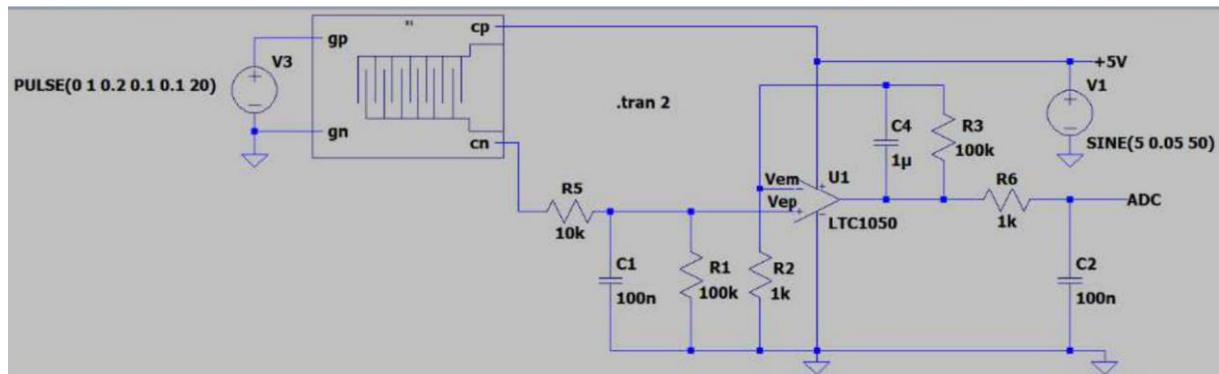 cp
gp
V3
PULSE(0 1 0.2 0.1 0.1 20)
gn
cn
.tran 2
+5V
V1
SINE(5 0.05 50)
C4
1µ
R3
100k
Vem
U1
Vep
LTC1050
R5
10k
R6
1k
ADC
C1
100n
R1
100k
R2
1k
C2
100n